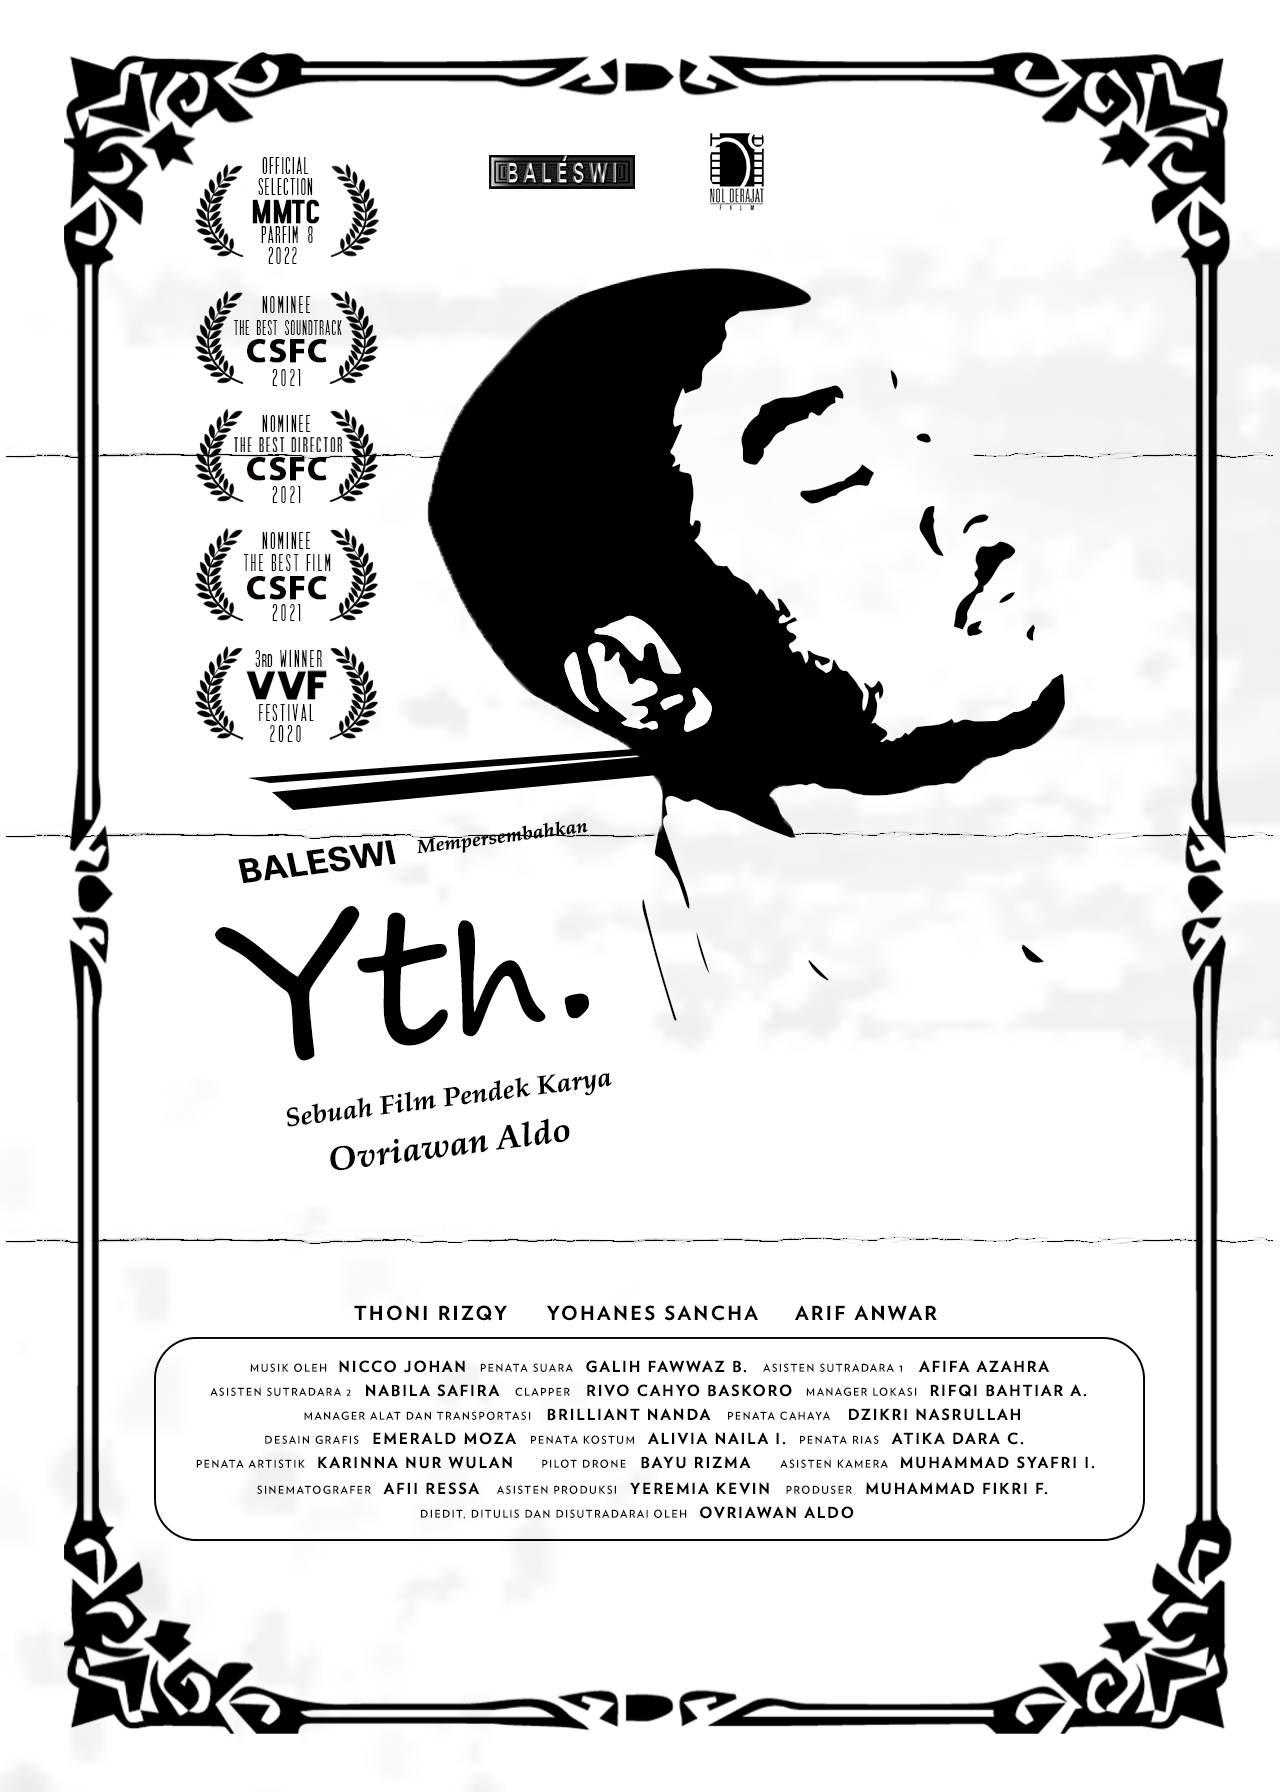 OFFICIAL
SELECTION
MMTC
PARFIM 8
2022
BALÉSWI
NOL DERAJAT
FILM
NOMINEE
THE BEST SOUNDTRACK
CSFC
2021
NOMINEE
THE BEST DIRECTOR
CSFC
2021
NOMINEE
THE BEST FILM
CSFC
2021
3RD WINNER
VVF
FESTIVAL
2020
BALESWI Mempersembahkan
Yth.
Sebuah Film Pendek Karya
Ovriawan Aldo
THONI RIZQY YOHANES SANCHA ARIF ANWAR
MUSIK OLEH NICCO JOHAN PENATA SUARA GALIH FAWWAZ B. ASISTEN SUTRADARA 1 AFIFA AZAHRA
ASISTEN SUTRADARA 2 NABILA SAFIRA CLAPPER RIVO CAHYO BASKORO MANAGER LOKASI RIFQI BAHTIAR A.
MANAGER ALAT DAN TRANSPORTASI BRILLIANT NANDA PENATA CAHAYA DZIKRI NASRULLAH
DESAIN GRAFIS EMERALD MOZA PENATA KOSTUM ALIVIA NAILA I. PENATA RIAS ATIKA DARA C.
PENATA ARTISTIK KARINNA NUR WULAN PILOT DRONE BAYU RIZMA ASISTEN KAMERA MUHAMMAD SYAFRI I.
SINEMATOGRAFER AFII RESSA ASISTEN PRODUKSI YEREMIA KEVIN PRODUSER MUHAMMAD FIKRI F.
DIEDIT, DITULIS DAN DISUTRADARAI OLEH OVRIAWAN ALDO